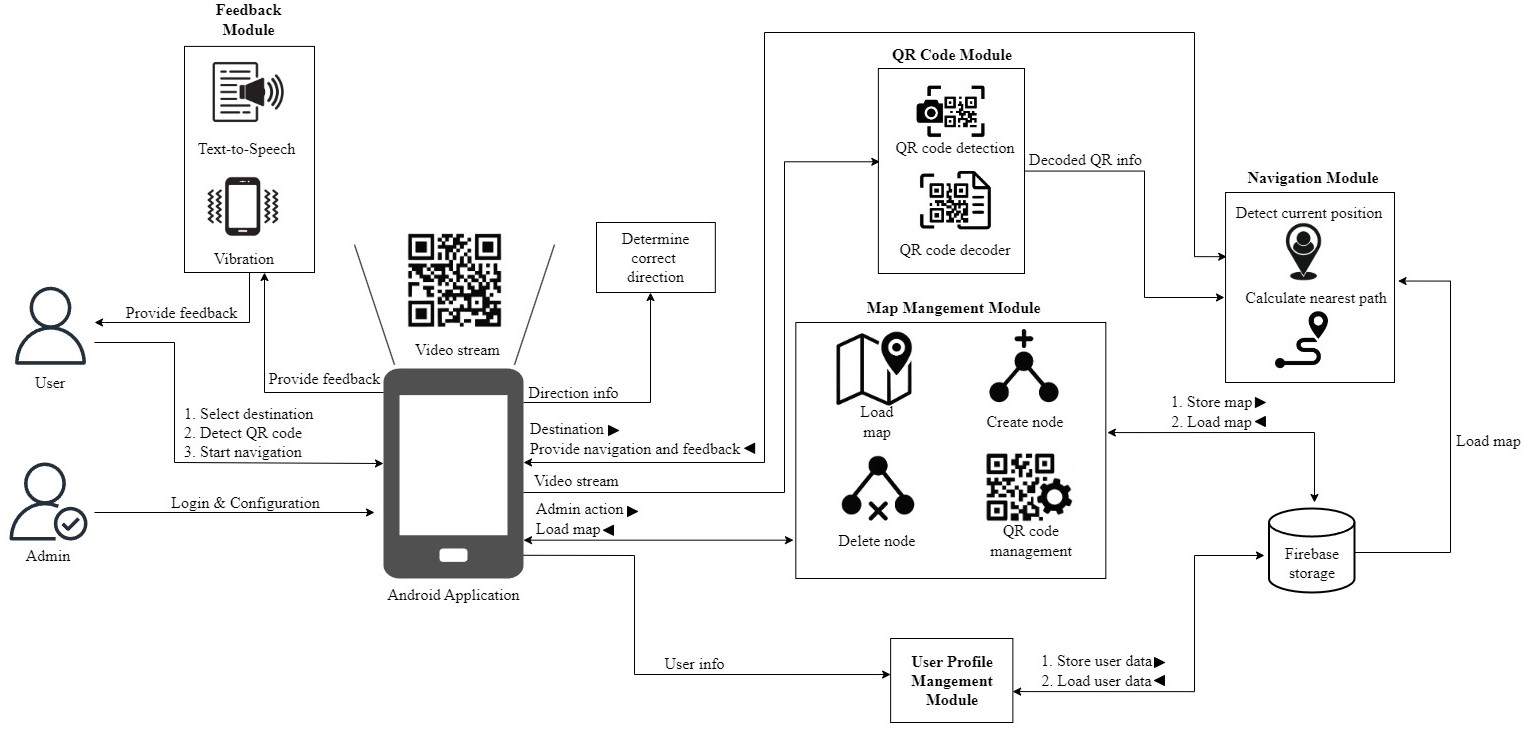 Feedback
Module
Text-to-Speech
Vibration
Provide feedback
User
Provide feedback
1. Select destination
2. Detect QR code
3. Start navigation
Login & Configuration
Admin
Video stream
Android Application
Determine
correct
direction
Direction info
Destination
Provide navigation and feedback
Video stream
Admin action
Load map
User info
QR Code Module
QR code detection
QR code decoder
Decoded QR info
Map Mangement Module
Load
map
Create node
Delete node
QR code
management
Navigation Module
Detect current position
Calculate nearest path
1. Store map
2. Load map
Load map
Firebase
storage
User Profile
Mangement
Module
1. Store user data
2. Load user data